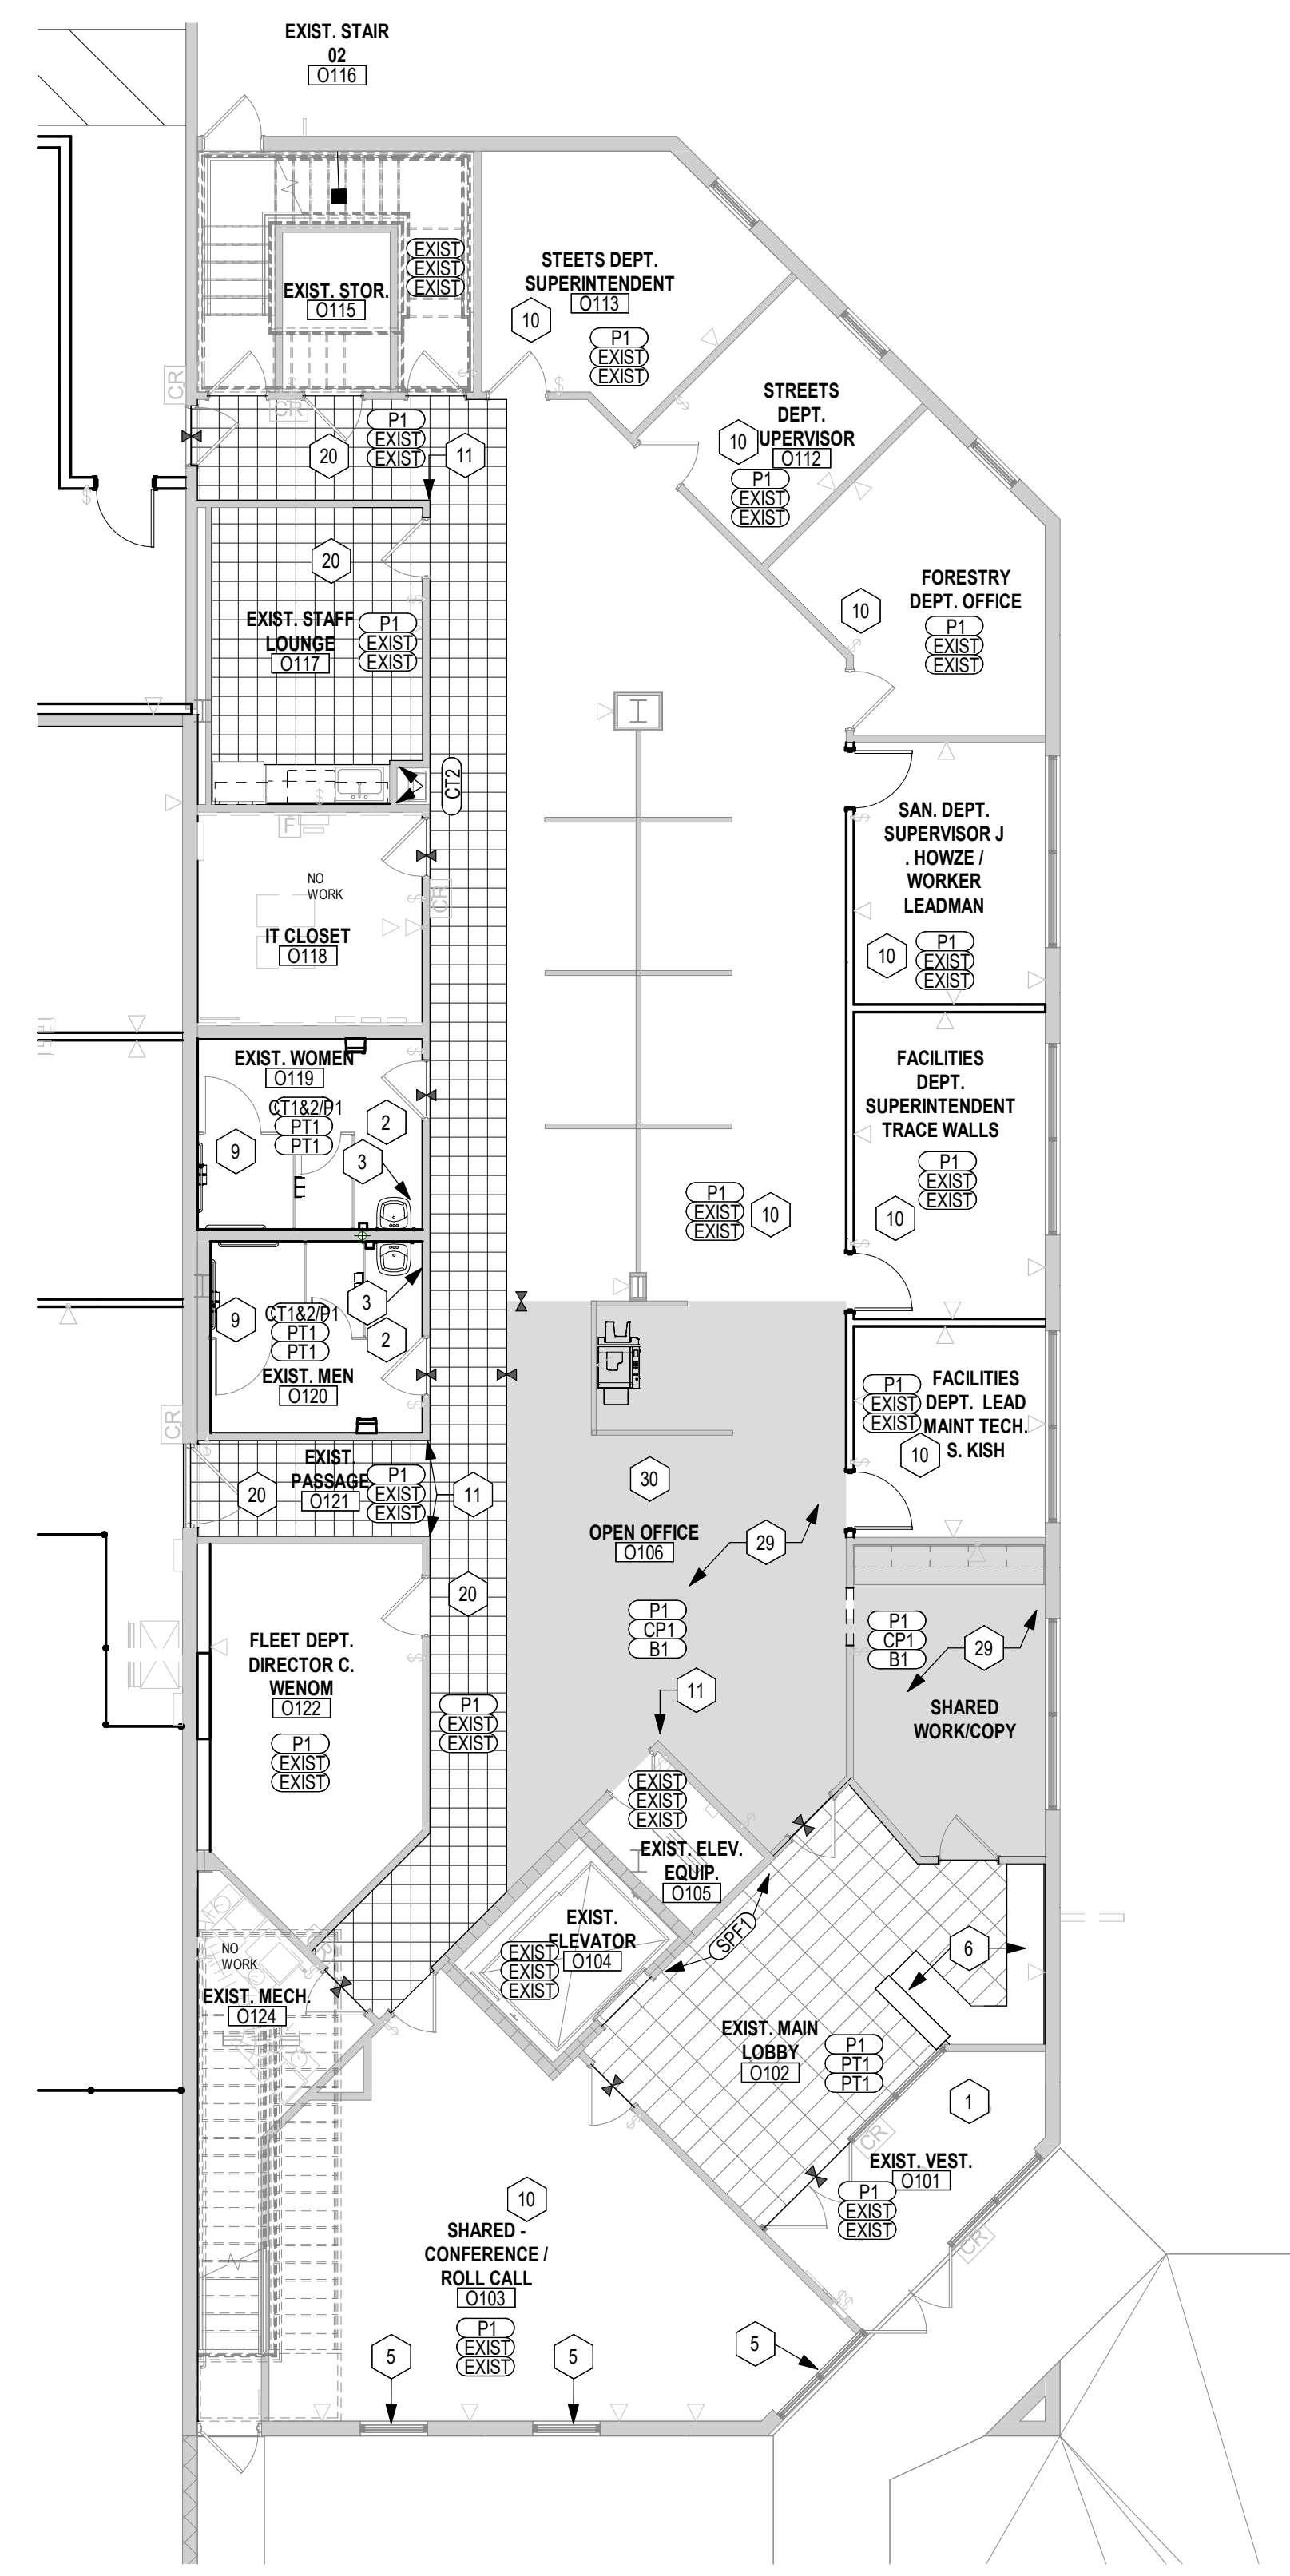 EXIST. STAIR
02
O116
EXIST
EXIST
EXIST
EXIST. STOR.
O115
STEETS DEPT.
SUPERINTENDENT
O113
10
P1
EXIST
EXIST
CR
CR
STREETS
DEPT.
UPERVISOR
O112
10
P1
EXIST
EXIST
P1
EXIST
EXIST
20
11
20
EXIST. STAFF
LOUNGE
O117
P1
EXIST
EXIST
FORESTRY
DEPT. OFFICE
10
P1
EXIST
EXIST
CT2
F
NO
WORK
IT CLOSET
O118
CR
SAN. DEPT.
SUPERVISOR J
. HOWZE /
WORKER
LEADMAN
10
P1
EXIST
EXIST
EXIST. WOMEN
O119
CT1&2/P1
PT1
PT1
2
9
3
FACILITIES
DEPT.
SUPERINTENDENT
TRACE WALLS
P1
EXIST
EXIST
10
P1
EXIST
EXIST
10
9
CT1&2/P1
PT1
PT1
3
2
EXIST. MEN
O120
CR
P1
EXIST
EXIST
FACILITIES
DEPT. LEAD
MAINT TECH.
S. KISH
10
EXIST.
PASSAGE
O121
P1
EXIST
EXIST
20
11
30
OPEN OFFICE
O106
29
20
P1
CP1
B1
P1
CP1
B1
29
FLEET DEPT.
DIRECTOR C.
WENOM
O122
P1
EXIST
EXIST
P1
EXIST
EXIST
11
SHARED
WORK/COPY
EXIST
EXIST
EXIST
EXIST. ELEV.
EQUIP.
O105
EXIST.
ELEVATOR
O104
EXIST
EXIST
EXIST
SPF1
6
NO
WORK
EXIST. MECH.
O124
EXIST. MAIN
LOBBY
O102
P1
PT1
PT1
1
CR
EXIST. VEST.
O101
P1
EXIST
EXIST
CR
10
SHARED -
CONFERENCE /
ROLL CALL
O103
P1
EXIST
EXIST
5
5
5